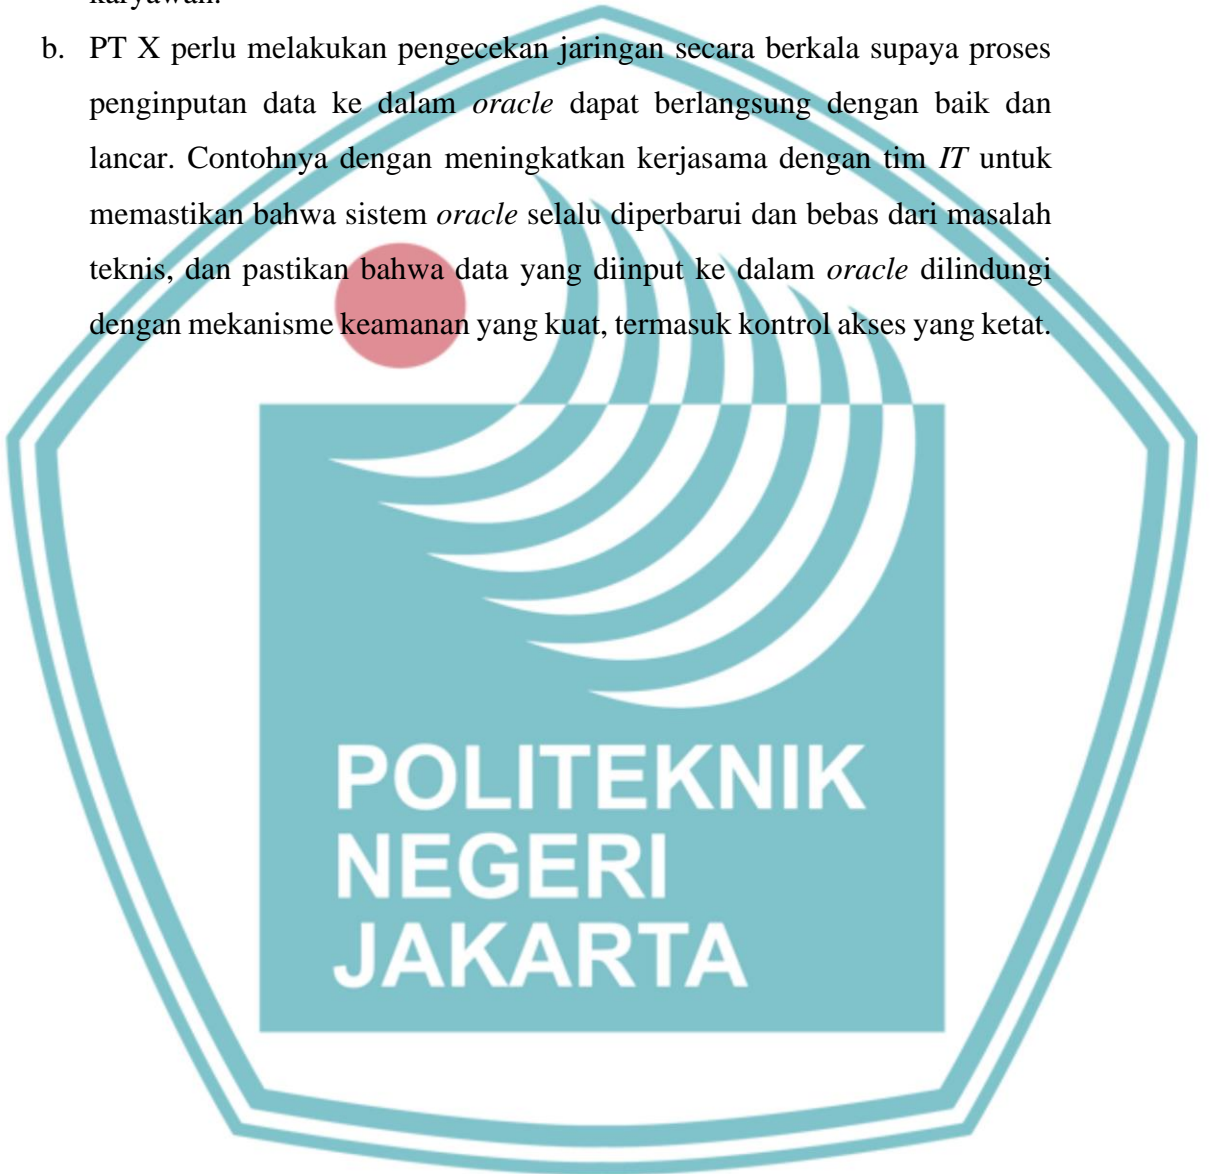 karyawan.
b. PT X perlu melakukan pengecekan jaringan secara berkala supaya proses
penginputan data ke dalam oracle dapat berlangsung dengan baik dan
lancar. Contohnya dengan meningkatkan kerjasama dengan tim IT untuk
memastikan bahwa sistem oracle selalu diperbarui dan bebas dari masalah
teknis, dan pastikan bahwa data yang diinput ke dalam oracle dilindungi
dengan mekanisme keamanan yang kuat, termasuk kontrol akses yang ketat.
POLITEKNIK
NEGERI
JAKARTA